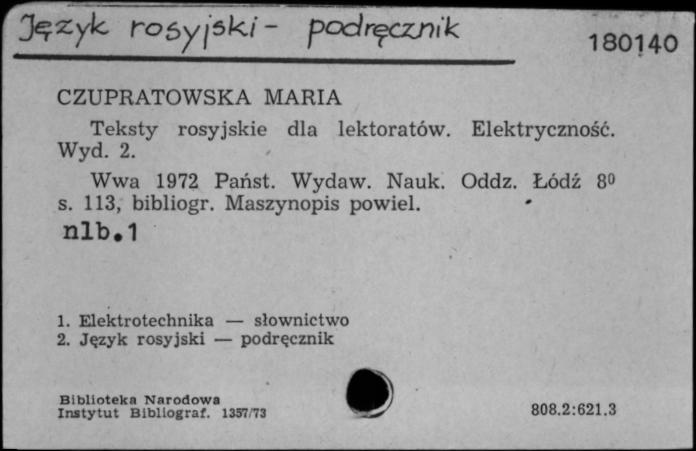 Język rosyjski - podręcznik
180140
CZUPRATOWSKA MARIA
Teksty rosyjskie dla lektoratów. Elektryczność.
Wyd. 2.
Wwa 1972 Państ. Wydaw. Nauk. Oddz. Łódź 8⁰
s. 113, bibliogr. Maszynopis powiel.
nlb.1
1. Elektrotechnika — słownictwo
2. Język rosyjski — podręcznik
Biblioteka Narodowa
Instytut Bibliograf. 1357/73
808.2:621.3